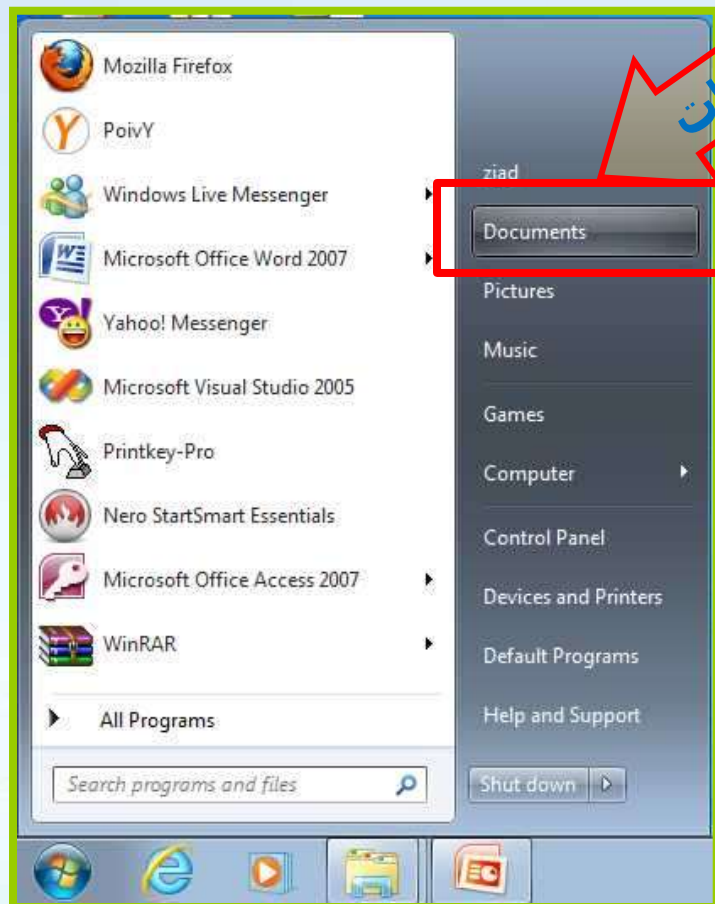 Mozilla Firefox
PoivY
Windows Live Messenger
Microsoft Office Word 2007
Yahoo! Messenger
Microsoft Visual Studio 2005
Printkey-Pro
Nero StartSmart Essentials
Microsoft Office Access 2007
WinRAR
All Programs
Search programs and files
ziad
Documents
Pictures
Music
Games
Computer
Control Panel
Devices and Printers
Default Programs
Help and Support
Shut down